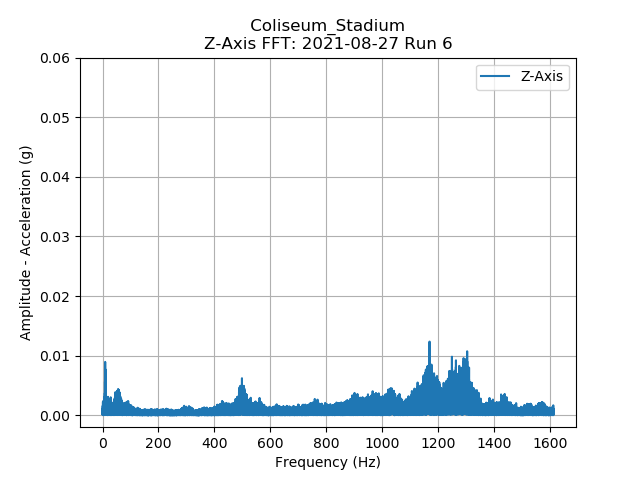 Coliseum_Stadium
Z-Axis FFT: 2021-08-27 Run 6
Z-Axis
0.06
0.05
0.04
0.03
0.02
0.01
0.00
Amplitude - Acceleration (g)
0 200 400 600 800 1000 1200 1400 1600
Frequency (Hz)